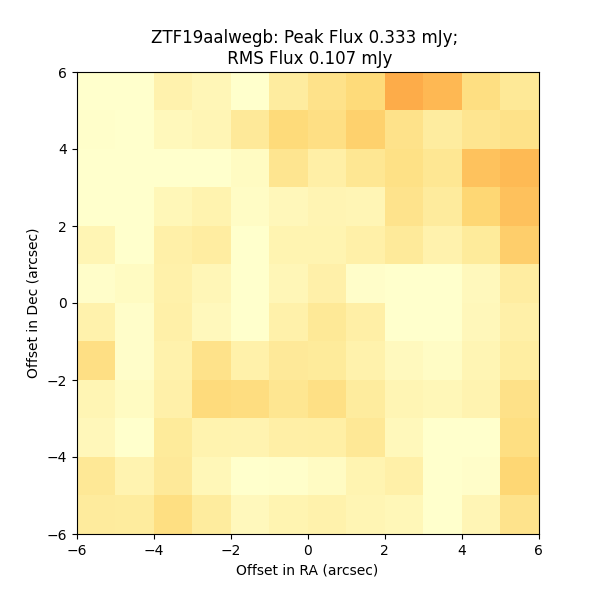 ZTF19aalwegb: Peak Flux 0.333 mJy;
RMS Flux 0.107 mJy
6
4
2
0
−2
−4
−6
Offset in Dec (arcsec)
−6 −4 −2 0 2 4 6
Offset in RA (arcsec)